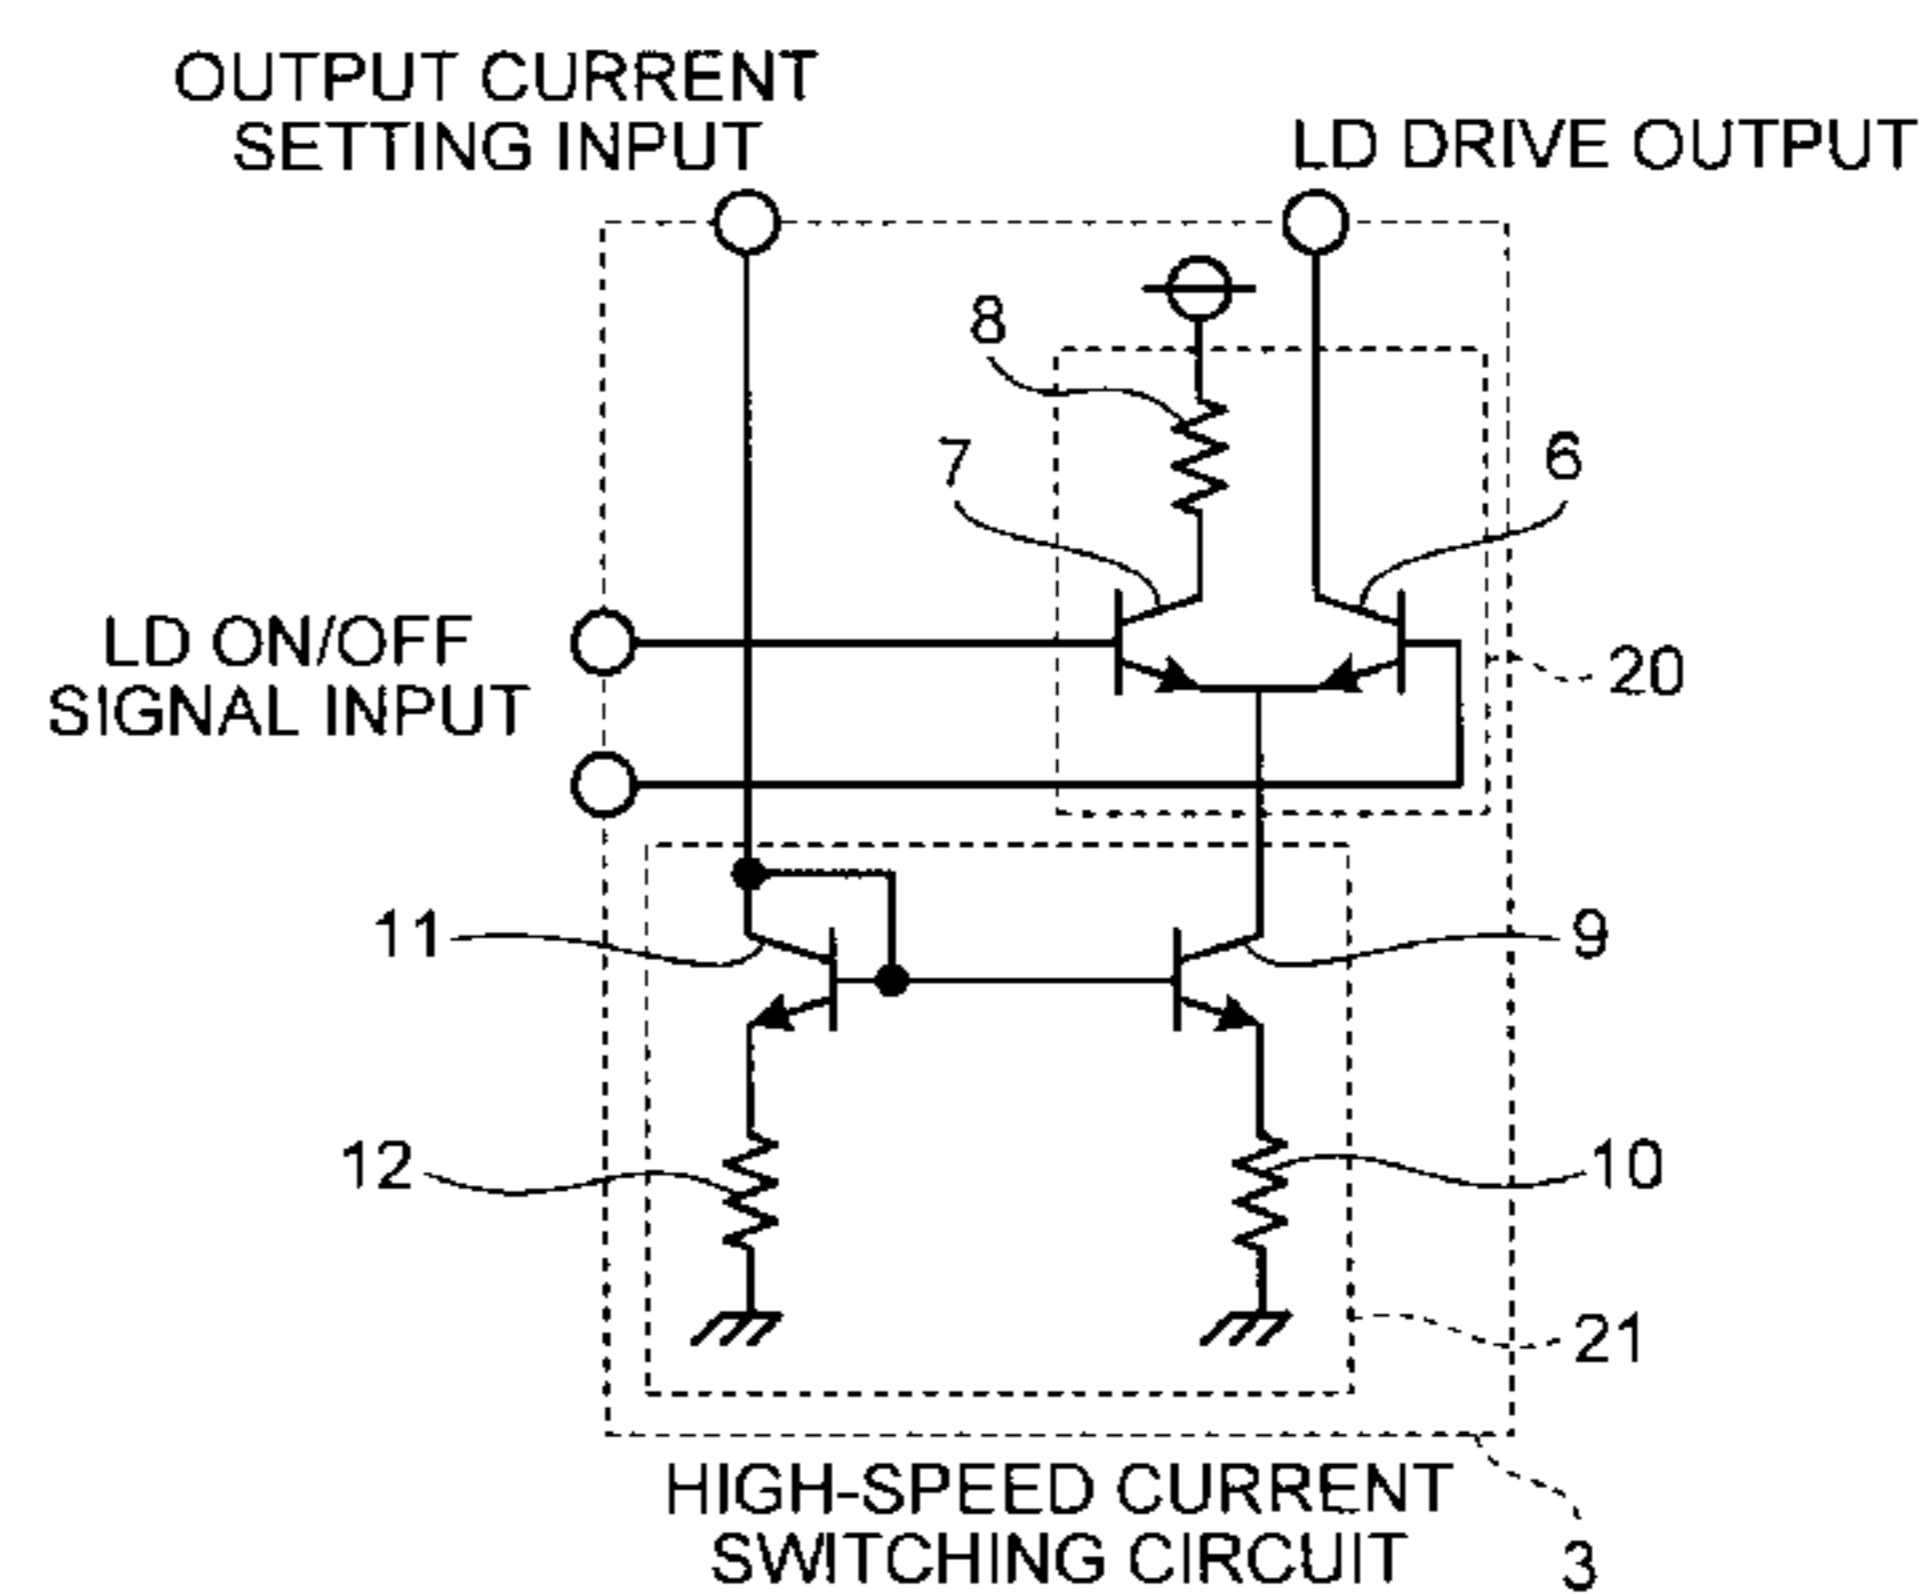 OUTPUT CURRENT
SETTING INPUT
LD DRIVE OUTPUT
8
7
6
LD ON/OFF
SIGNAL INPUT
20
11
9
12
10
21
HIGH-SPEED CURRENT
SWITCHING CIRCUIT
3